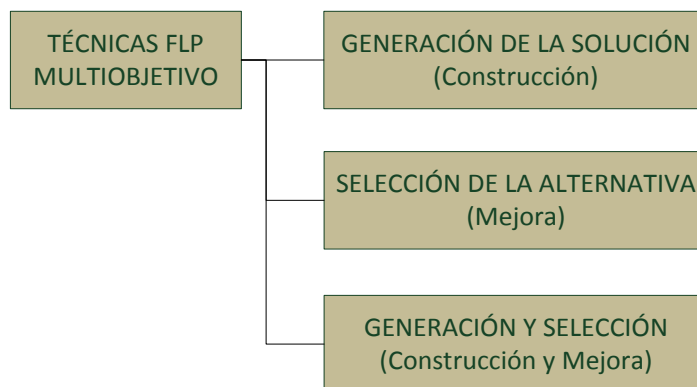 TÉCNICAS FLP
MULTIOBJETIVO
GENERACIÓN DE LA SOLUCIÓN
(Construcción)
SELECCIÓN DE LA ALTERNATIVA
(Mejora)
GENERACIÓN Y SELECCIÓN
(Construcción y Mejora)